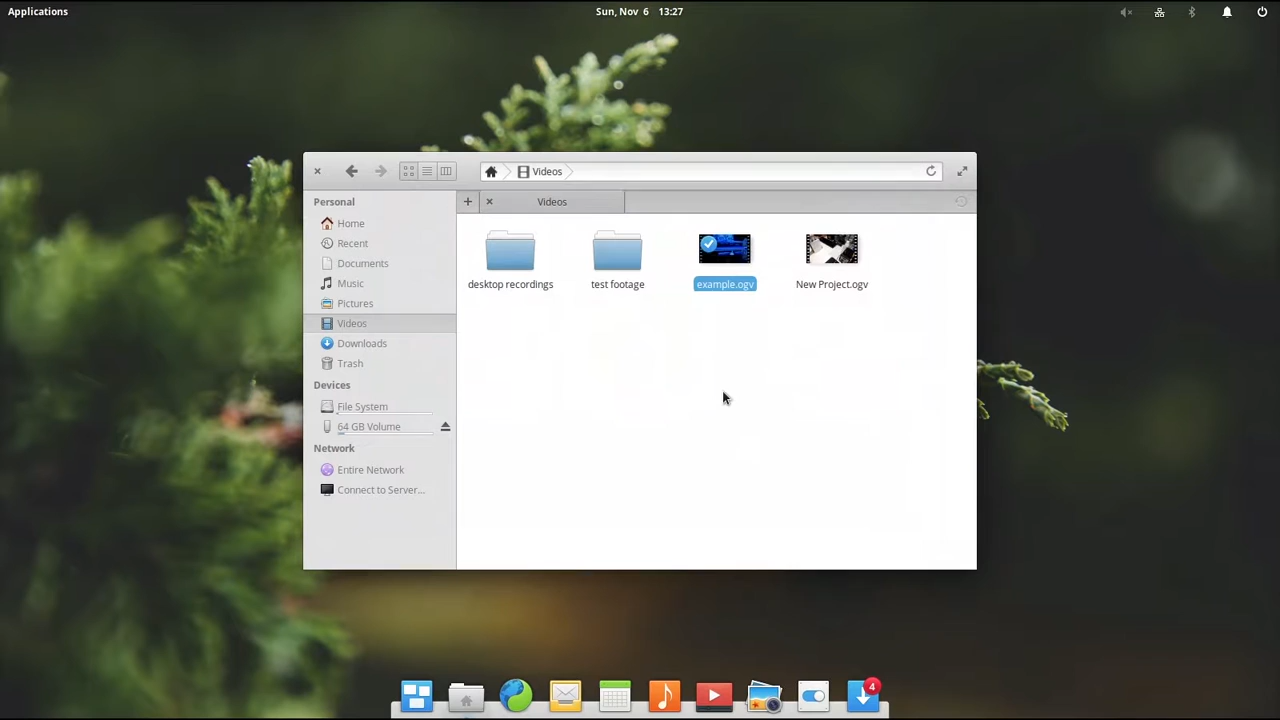 Applications
Sun, Nov 6 13:27
Videos
Personal
Videos
Home
Recent
Documents
Music
Pictures
Videos
Downloads
Trash
Devices
File System
64 GB Volume
Network
Entire Network
Connect to Server...
desktop recordings
test footage
example.ogv
New Project.ogv
4